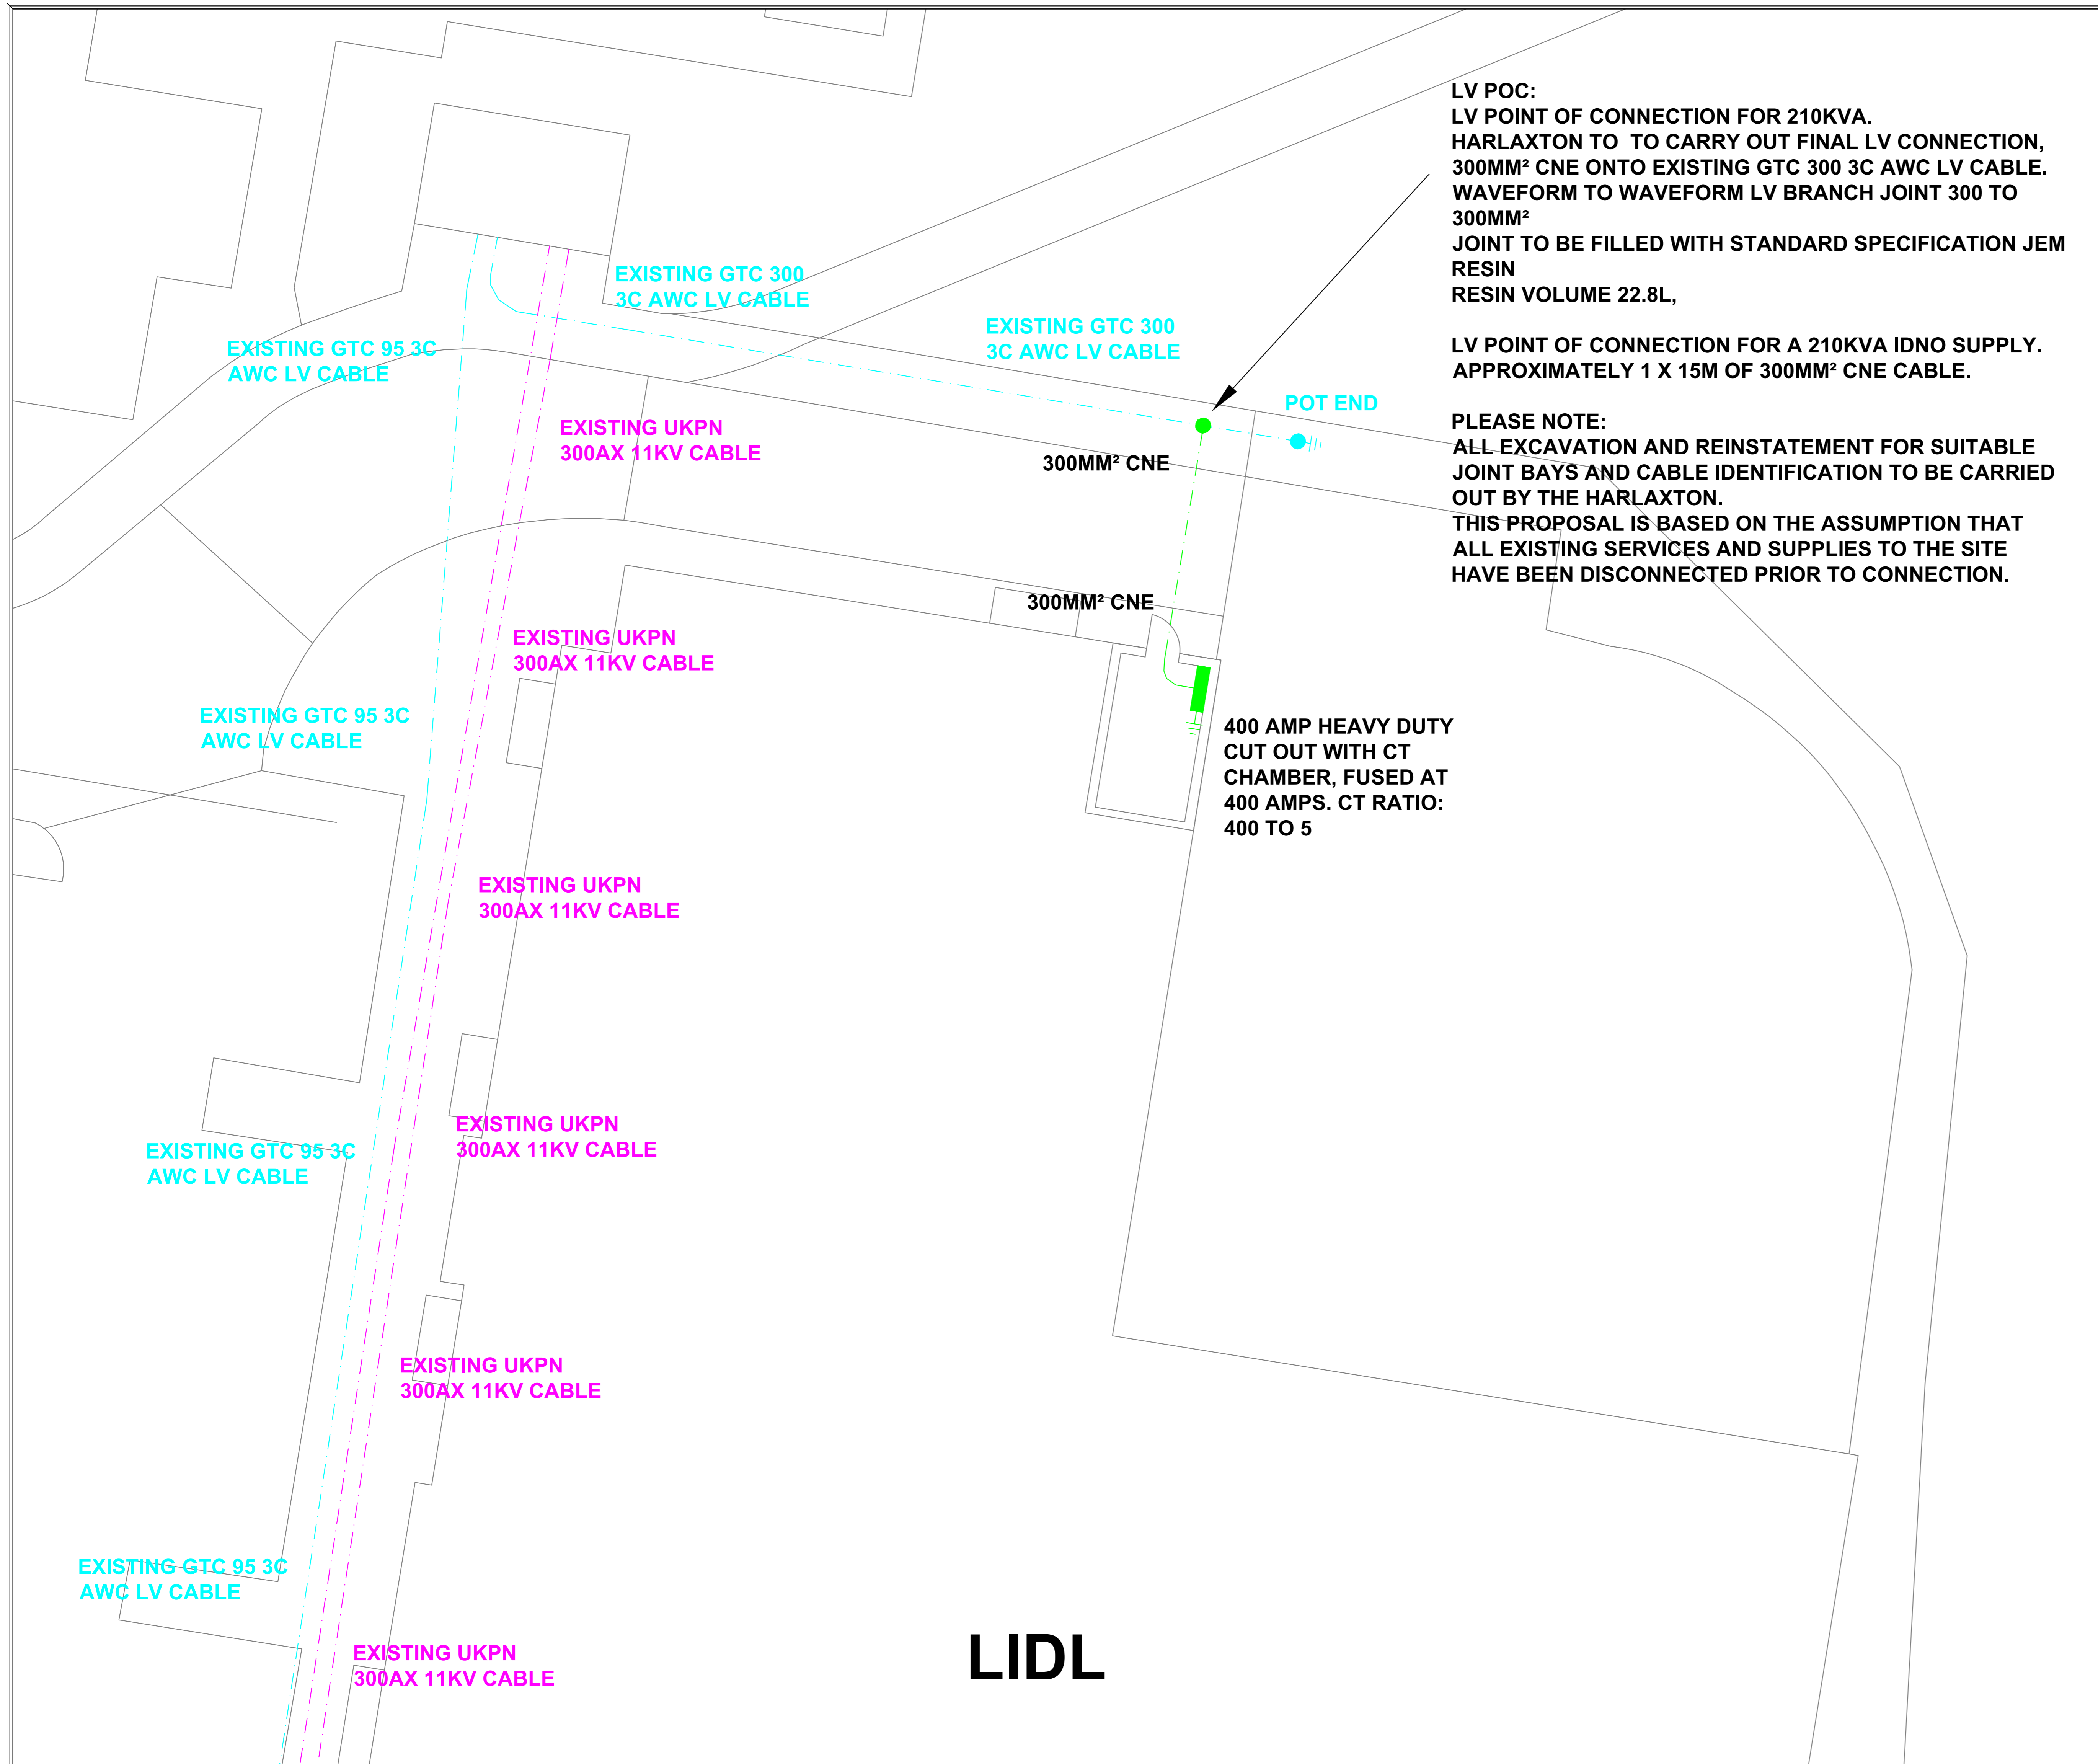 LV POC:
LV POINT OF CONNECTION FOR 210KVA.
HARLAXTON TO  TO CARRY OUT FINAL LV CONNECTION,
300MM² CNE ONTO EXISTING GTC 300 3C AWC LV CABLE.
WAVEFORM TO WAVEFORM LV BRANCH JOINT 300 TO
300MM²
JOINT TO BE FILLED WITH STANDARD SPECIFICATION JEM
RESIN
RESIN VOLUME 22.8L,
LV POINT OF CONNECTION FOR A 210KVA IDNO SUPPLY.
APPROXIMATELY 1 X 15M OF 300MM² CNE CABLE.
PLEASE NOTE:
ALL EXCAVATION AND REINSTATEMENT FOR SUITABLE
JOINT BAYS AND CABLE IDENTIFICATION TO BE CARRIED
OUT BY THE HARLAXTON.
THIS PROPOSAL IS BASED ON THE ASSUMPTION THAT
ALL EXISTING SERVICES AND SUPPLIES TO THE SITE
HAVE BEEN DISCONNECTED PRIOR TO CONNECTION.
EXISTING GTC 300
3C AWC LV CABLE
EXISTING GTC 300
3C AWC LV CABLE
EXISTING GTC 95 3C
AWC LV CABLE
POT END
EXISTING UKPN
300AX 11KV CABLE
300MM² CNE
300MM² CNE
EXISTING UKPN
300AX 11KV CABLE
EXISTING GTC 95 3C
AWC LV CABLE
400 AMP HEAVY DUTY
CUT OUT WITH CT
CHAMBER, FUSED AT
400 AMPS. CT RATIO:
400 TO 5
EXISTING UKPN
300AX 11KV CABLE
EXISTING UKPN
300AX 11KV CABLE
EXISTING GTC 95 3C
AWC LV CABLE
EXISTING UKPN
300AX 11KV CABLE
EXISTING GTC 95 3C
AWC LV CABLE
EXISTING UKPN
300AX 11KV CABLE
LIDL